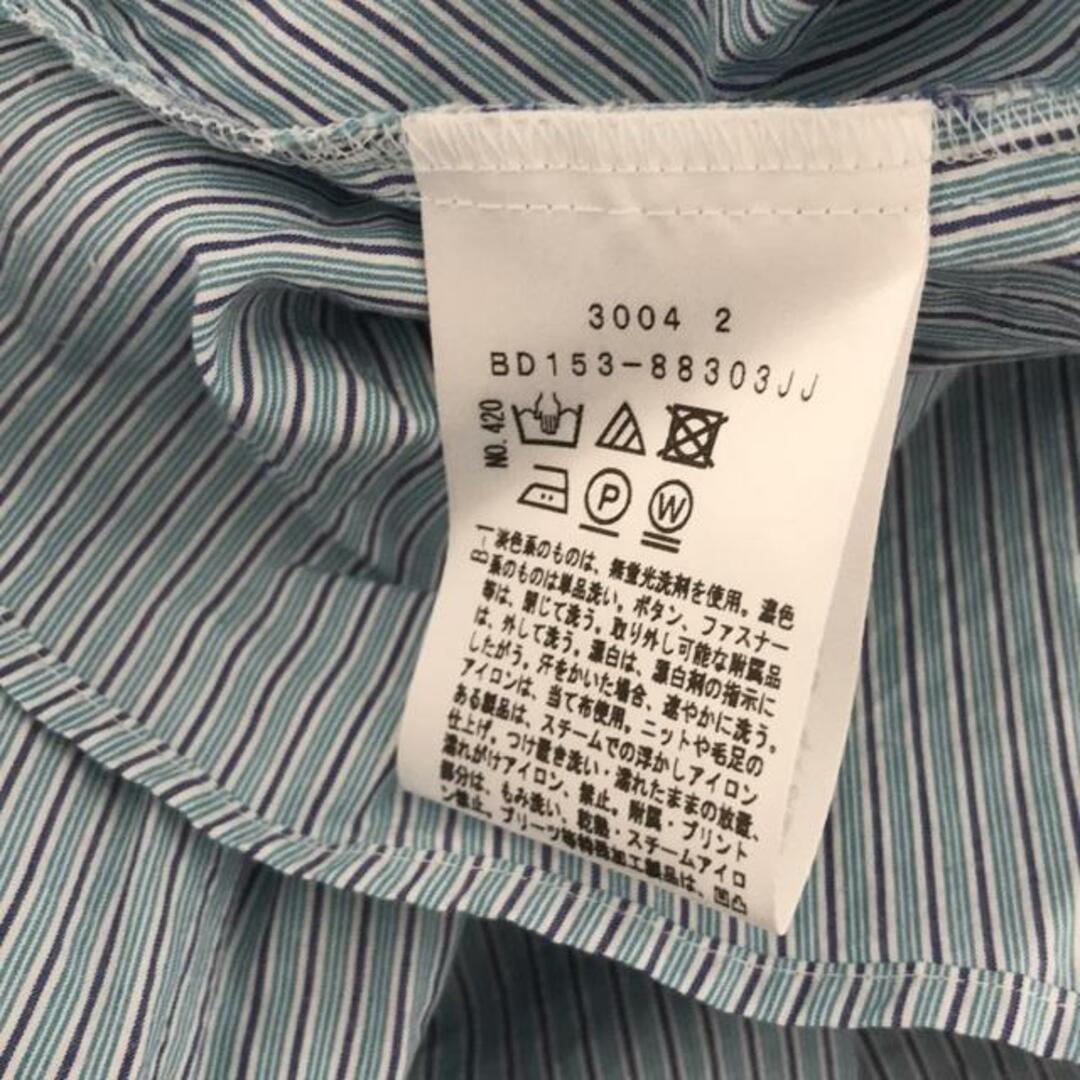 3004 2
BD153-88303JJ
NO. 420
P
W
B-1
淡色系のものは、無蛍光洗剤を使用。濃色
系のものは単品洗い。ボタン、ファスナー
等は、閉じて洗う。取り外し可能な附属品
は、外して洗う。漂白は、漂白剤の指示に
したがう。汗をかいた場合、速やかに洗う。
アイロンは、当て布使用。ニットや毛足の
ある製品は、スチームでの浮かしアイロン
仕上げ。つけ置き洗い・濡れたままの放置、
濡れがけアイロン、禁止。附属・プリント
部分は、もみ洗い、乾熱・スチームアイロ
ン禁止。プリーツ等特殊加工製品は、凹凸